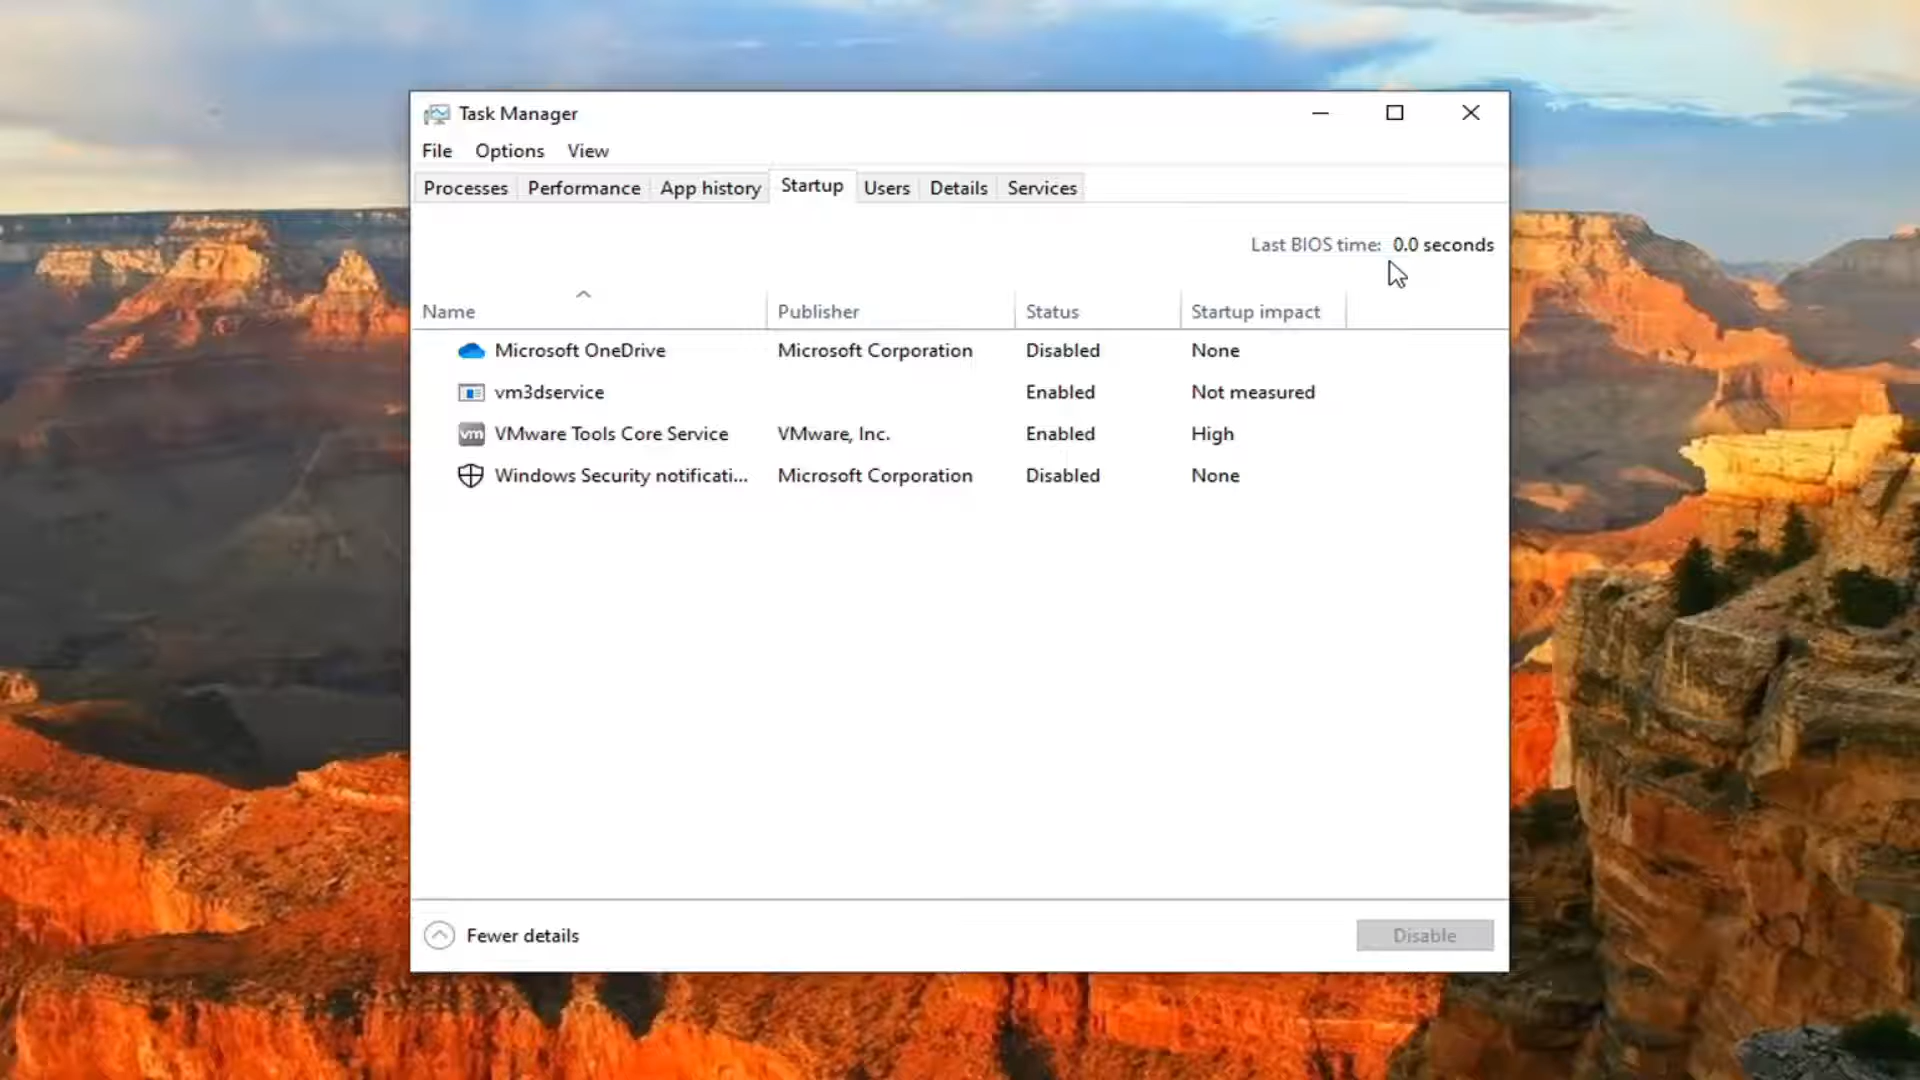 Task Manager
File Options View
Processes Performance App history Startup Users Details Services
Last BIOS time: 0.0 seconds
Name Publisher Status Startup impact
Microsoft OneDrive Microsoft Corporation Disabled None
vm3dservice Enabled Not measured
vm VMware Tools Core Service VMware, Inc. Enabled High
Windows Security notificati... Microsoft Corporation Disabled None
Fewer details Disable